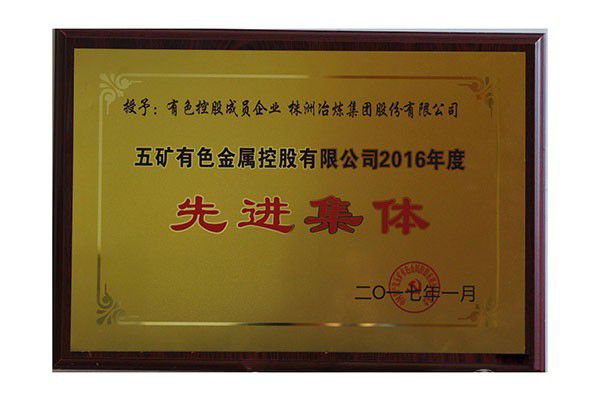 授予：有色控股成员企业 株洲冶炼集团股份有限公司
五矿有色金属控股有限公司2016年度
先进集体
二〇一七年一月